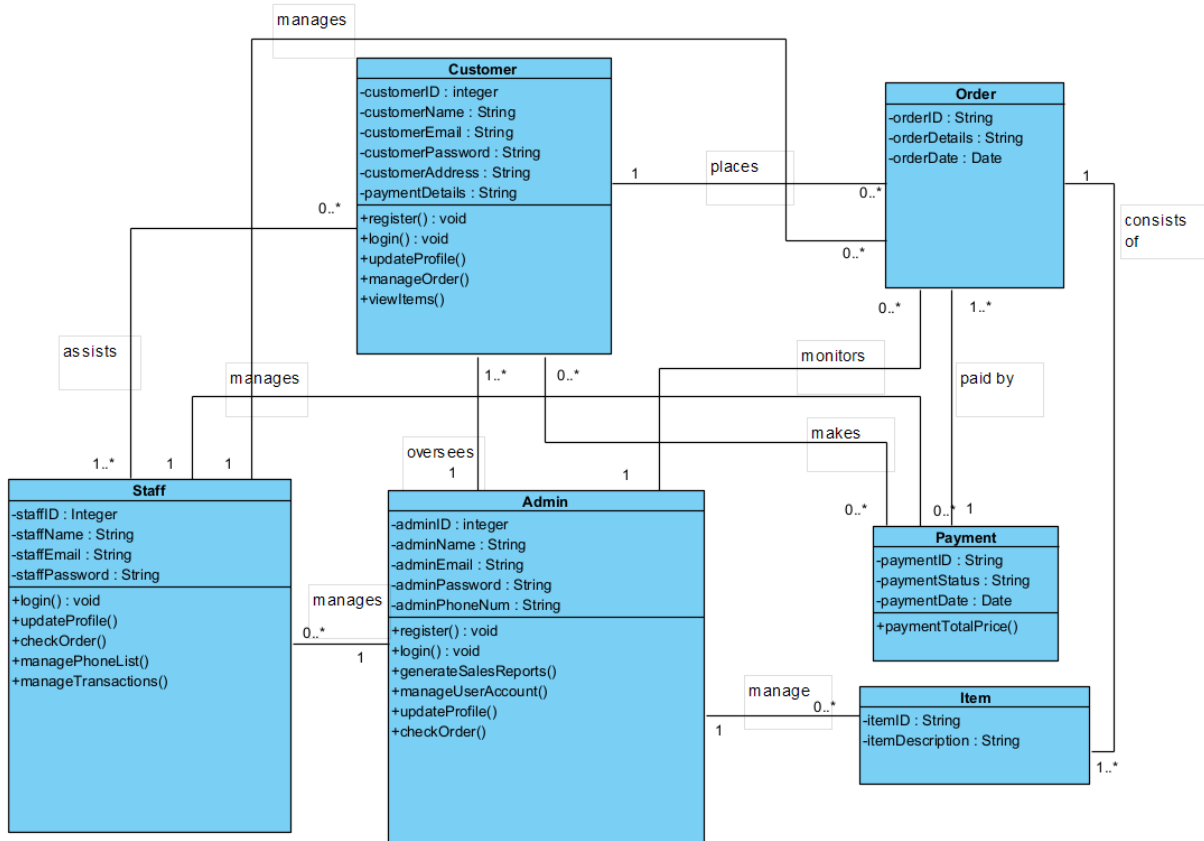 manages
Customer
-customerID : integer
-customerName : String
-customerEmail : String
-customerPassword : String
-customerAddress : String
-paymentDetails : String
+register() : void
+login() : void
+updateProfile()
+manageOrder()
+viewItems()
Order
-orderID : String
-orderDetails : String
-orderDate : Date
places
1
0..*
0..*
1
consists
of
0..*
assists
manages
1..*
0..*
0..*
1..*
monitors
paid by
makes
oversees
1..*
1
1
1
1
0..*
0..*
1
Staff
-staffID : Integer
-staffName : String
-staffEmail : String
-staffPassword : String
+login() : void
+updateProfile()
+checkOrder()
+managePhoneList()
+manageTransactions()
manages
0..*
1
Admin
-adminID : integer
-adminName : String
-adminEmail : String
-adminPassword : String
-adminPhoneNum : String
+register() : void
+login() : void
+generateSalesReports()
+manageUserAccount()
+updateProfile()
+checkOrder()
Payment
-paymentID : String
-paymentStatus : String
-paymentDate : Date
+paymentTotalPrice()
manage
0..*
1
Item
-itemID : String
-itemDescription : String
1..*